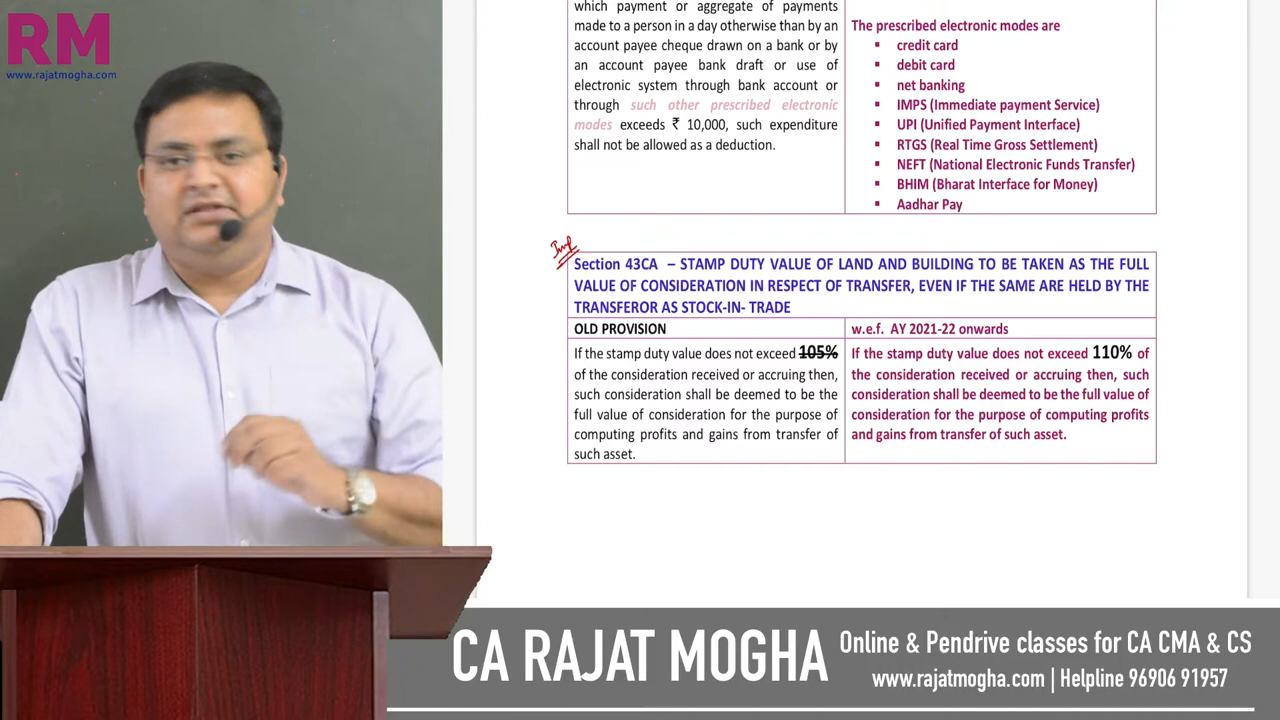 RM
www.rajatmogha.com
which payment or aggregate of payments
made to a person in a day otherwise than by an
account payee cheque drawn on a bank or by
an account payee bank draft or use of
electronic system through bank account or
through such other prescribed electronic
modes exceeds ₹ 10,000, such expenditure
shall not be allowed as a deduction.
The prescribed electronic modes are
▪ credit card
▪ debit card
▪ net banking
▪ IMPS (Immediate payment Service)
▪ UPI (Unified Payment Interface)
▪ RTGS (Real Time Gross Settlement)
▪ NEFT (National Electronic Funds Transfer)
▪ BHIM (Bharat Interface for Money)
▪ Aadhar Pay
Imp
Section 43CA – STAMP DUTY VALUE OF LAND AND BUILDING TO BE TAKEN AS THE FULL
VALUE OF CONSIDERATION IN RESPECT OF TRANSFER, EVEN IF THE SAME ARE HELD BY THE
TRANSFEROR AS STOCK-IN- TRADE
OLD PROVISION
If the stamp duty value does not exceed 105%
of the consideration received or accruing then,
such consideration shall be deemed to be the
full value of consideration for the purpose of
computing profits and gains from transfer of
such asset.
w.e.f. AY 2021-22 onwards
If the stamp duty value does not exceed 110% of
the consideration received or accruing then, such
consideration shall be deemed to be the full value of
consideration for the purpose of computing profits
and gains from transfer of such asset.
CA RAJAT MOGHA
Online & Pendrive classes for CA CMA & CS
www.rajatmogha.com | Helpline 96906 91957